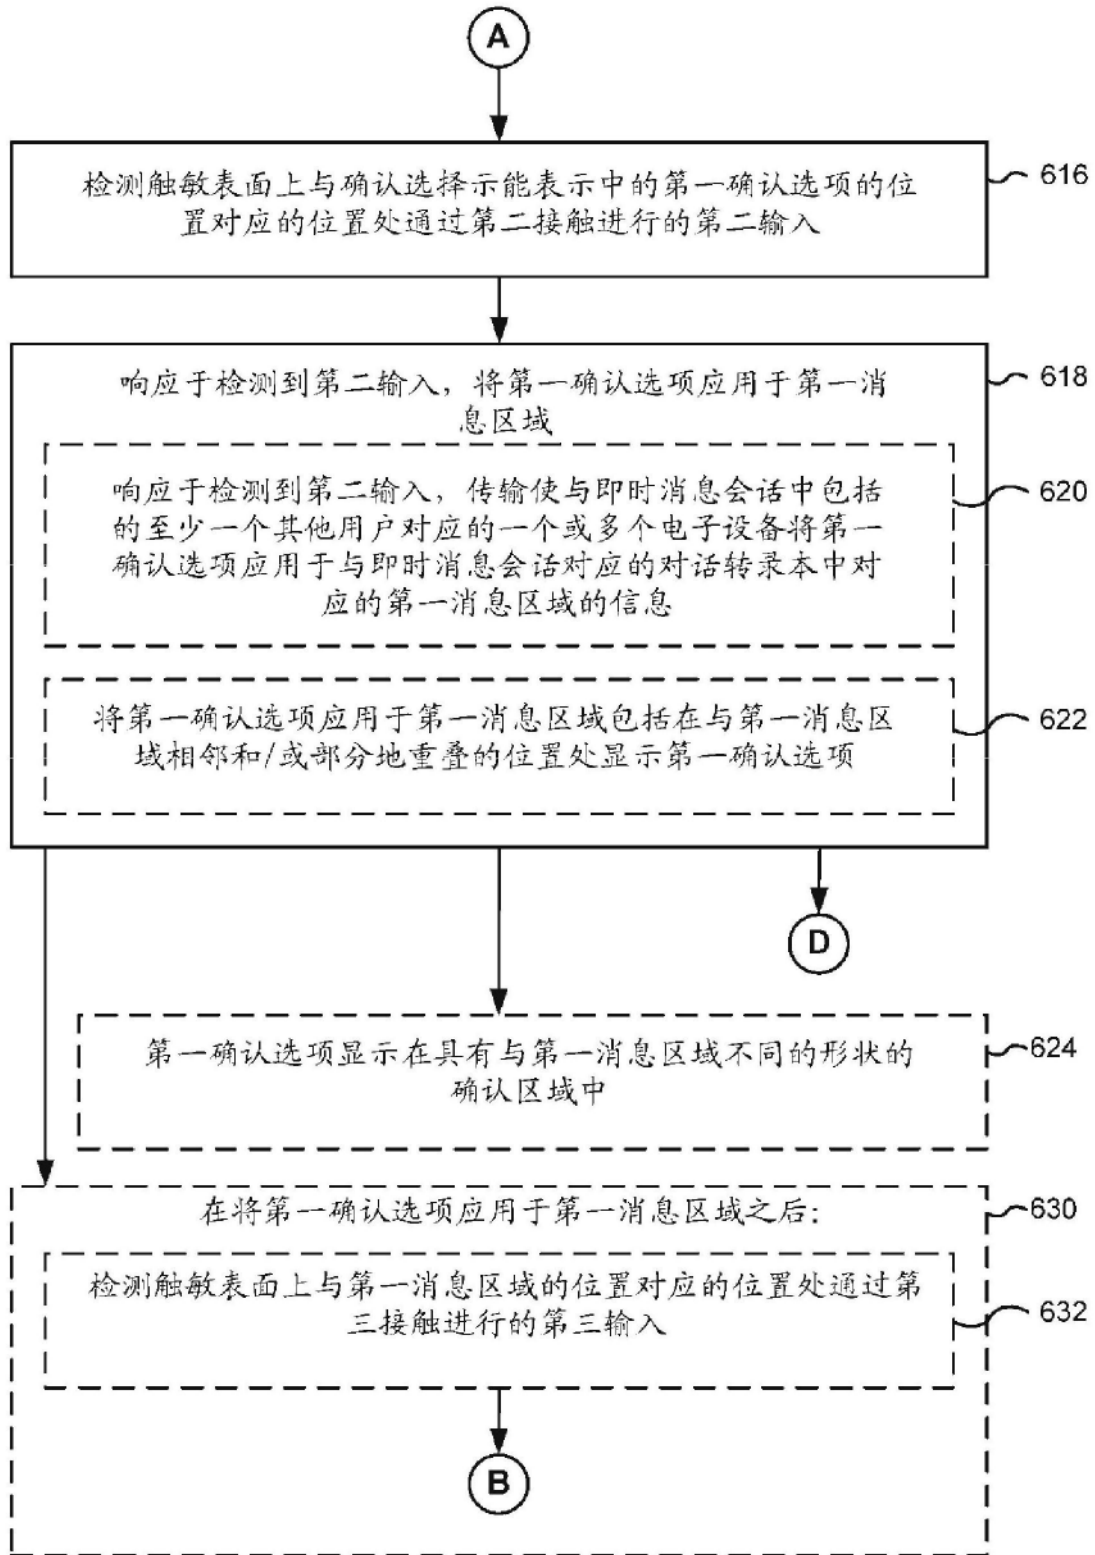 A
检测触敏表面上与确认选择示能表示中的第一确认选项的位
置对应的位置处通过第二接触进行的第二输入
616
响应于检测到第二输入，将第一确认选项应用于第一消
息区域
618
响应于检测到第二输入，传输使与即时消息会话中包括
的至少一个其他用户对应的一个或多个电子设备将第一
确认选项应用于与即时消息会话对应的对话转录本中对
应的第一消息区域的信息
620
将第一确认选项应用于第一消息区域包括在与第一消息区
域相邻和/或部分地重叠的位置处显示第一确认选项
622
D
第一确认选项显示在具有与第一消息区域不同的形状的
确认区域中
624
在将第一确认选项应用于第一消息区域之后：
630
检测触敏表面上与第一消息区域的位置对应的位置处通过第
三接触进行的第三输入
632
B